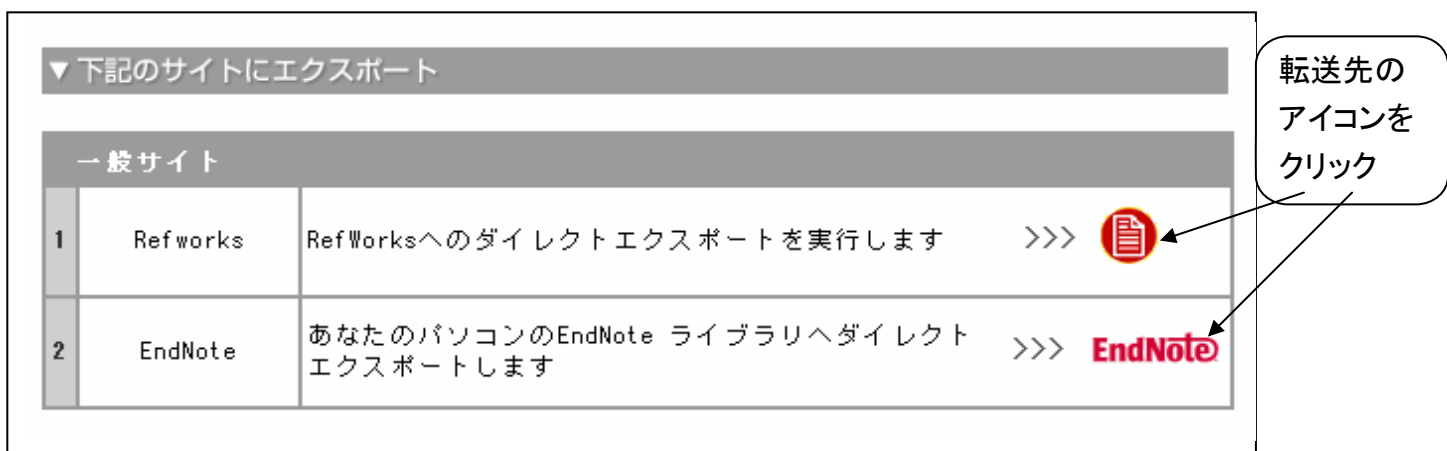 ▼下記のサイトにエクスポート
転送先の
アイコンを
クリック
一般サイト
1 Refworks RefWorksへのダイレクトエクスポートを実行します >>>
2 EndNote あなたのパソコンのEndNote ライブラリへダイレクト
エクスポートします >>> EndNote